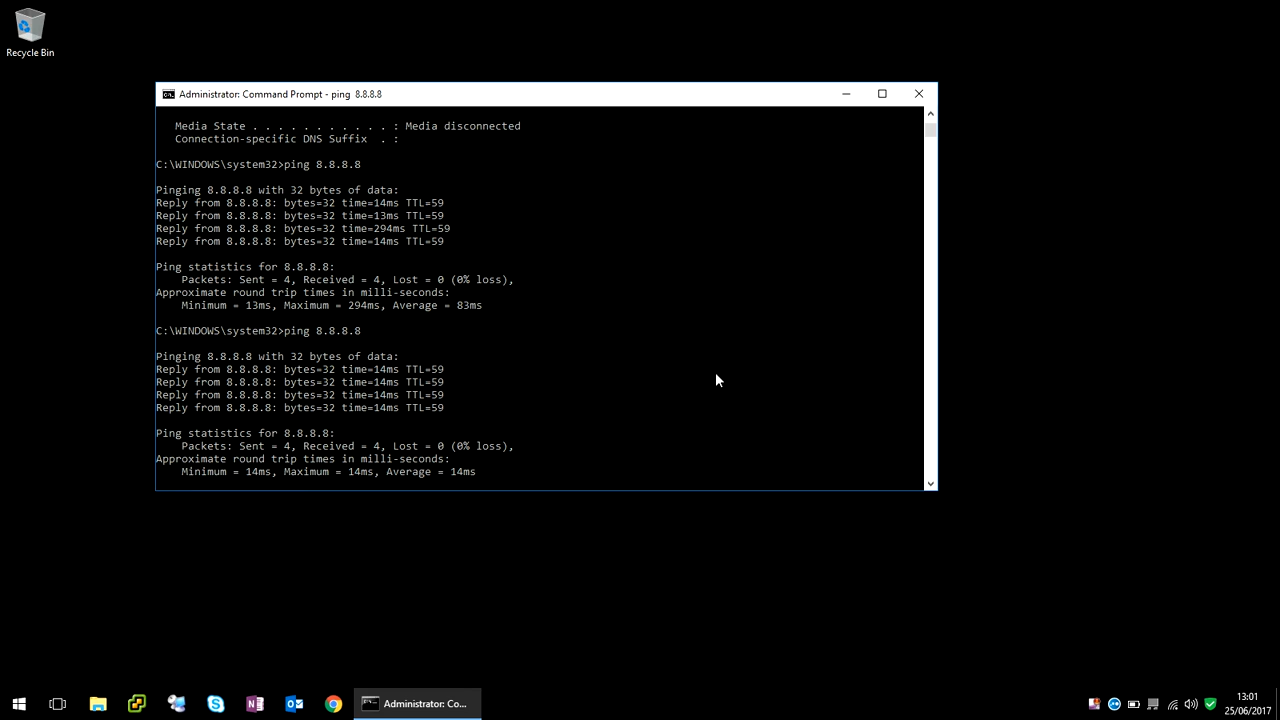 Recycle Bin
Administrator: Command Prompt - ping 8.8.8.8
Media State . . . . . . . . . . . : Media disconnected
Connection-specific DNS Suffix  . :
C:\WINDOWS\system32>ping 8.8.8.8
Pinging 8.8.8.8 with 32 bytes of data:
Reply from 8.8.8.8: bytes=32 time=14ms TTL=59
Reply from 8.8.8.8: bytes=32 time=13ms TTL=59
Reply from 8.8.8.8: bytes=32 time=294ms TTL=59
Reply from 8.8.8.8: bytes=32 time=14ms TTL=59
Ping statistics for 8.8.8.8:
Packets: Sent = 4, Received = 4, Lost = 0 (0% loss),
Approximate round trip times in milli-seconds:
Minimum = 13ms, Maximum = 294ms, Average = 83ms
C:\WINDOWS\system32>ping 8.8.8.8
Pinging 8.8.8.8 with 32 bytes of data:
Reply from 8.8.8.8: bytes=32 time=14ms TTL=59
Reply from 8.8.8.8: bytes=32 time=14ms TTL=59
Reply from 8.8.8.8: bytes=32 time=14ms TTL=59
Reply from 8.8.8.8: bytes=32 time=14ms TTL=59
Ping statistics for 8.8.8.8:
Packets: Sent = 4, Received = 4, Lost = 0 (0% loss),
Approximate round trip times in milli-seconds:
Minimum = 14ms, Maximum = 14ms, Average = 14ms
Administrator: Co...
13:01
25/06/2017